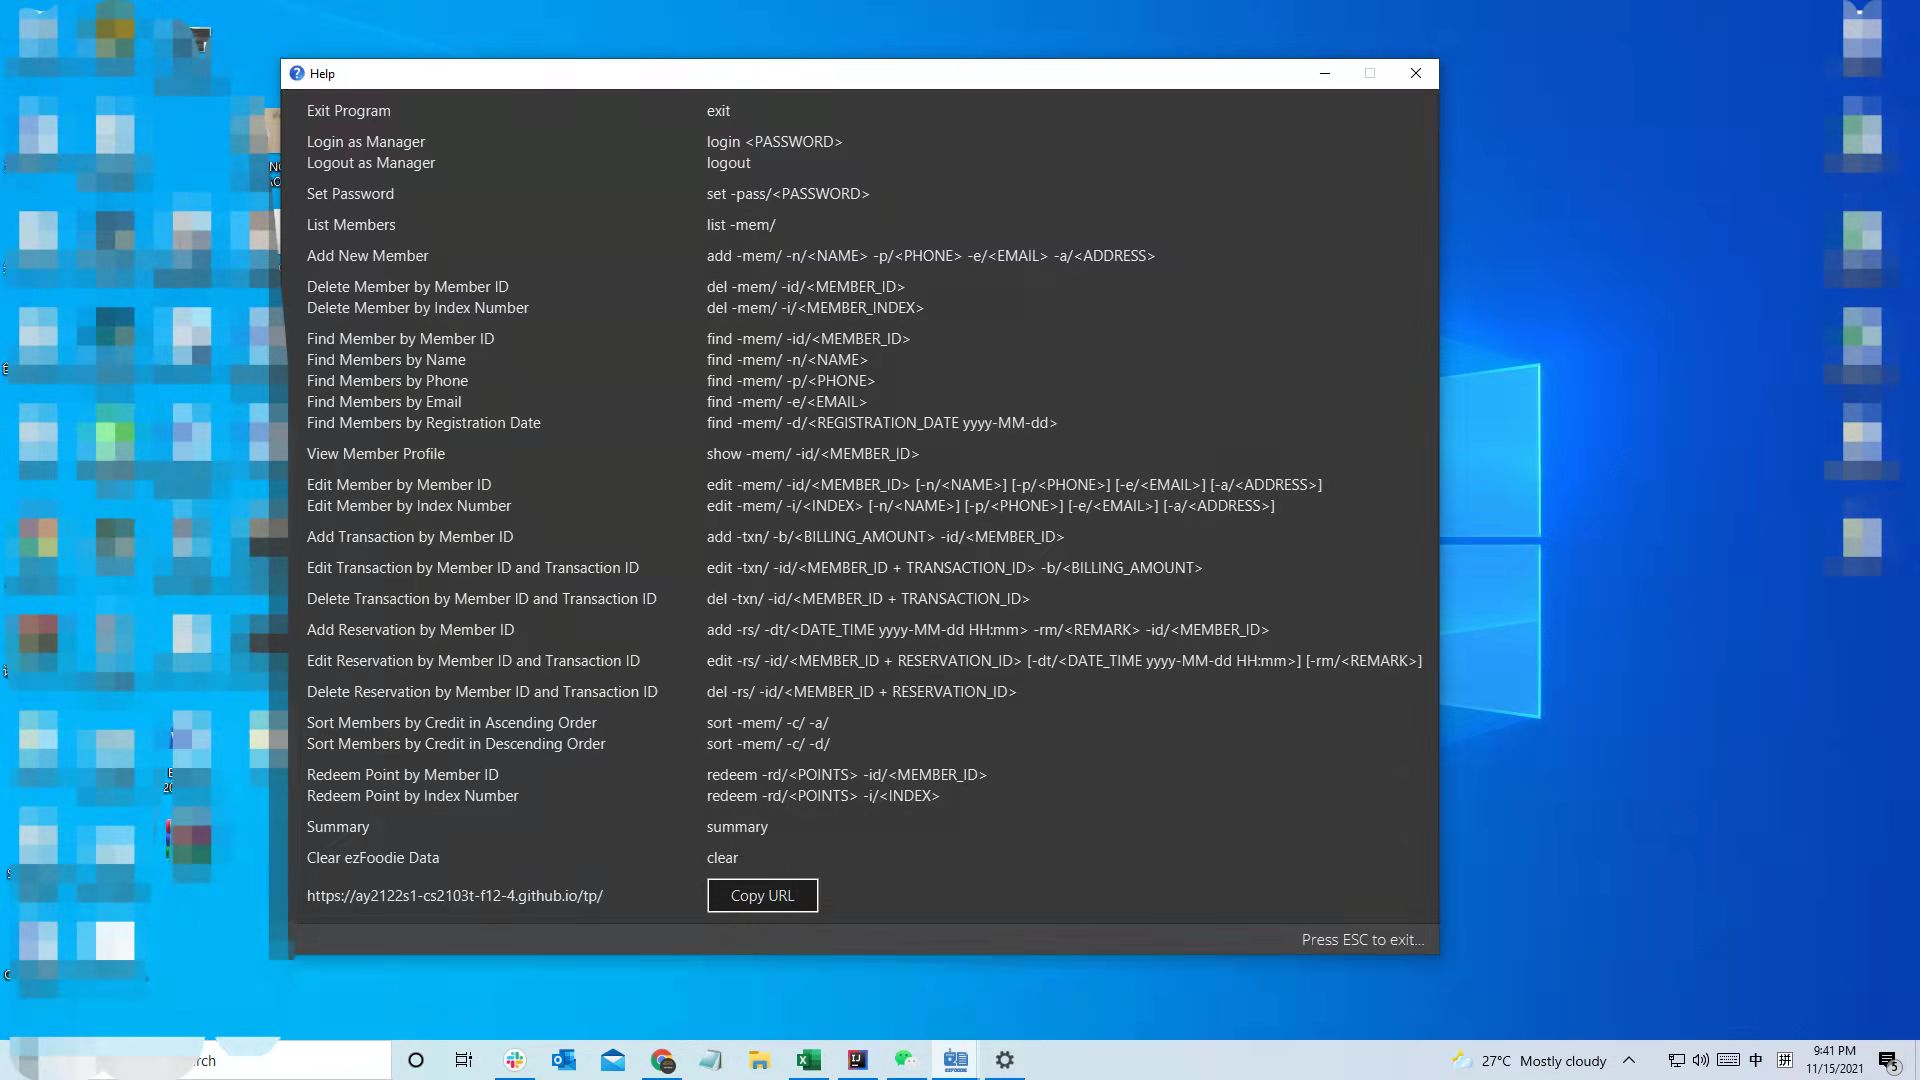 Help
Exit Program exit
Login as Manager login <PASSWORD>
Logout as Manager logout
Set Password set -pass/<PASSWORD>
List Members list -mem/
Add New Member add -mem/ -n/<NAME> -p/<PHONE> -e/<EMAIL> -a/<ADDRESS>
Delete Member by Member ID del -mem/ -id/<MEMBER_ID>
Delete Member by Index Number del -mem/ -i/<MEMBER_INDEX>
Find Member by Member ID find -mem/ -id/<MEMBER_ID>
Find Members by Name find -mem/ -n/<NAME>
Find Members by Phone find -mem/ -p/<PHONE>
Find Members by Email find -mem/ -e/<EMAIL>
Find Members by Registration Date find -mem/ -d/<REGISTRATION_DATE yyyy-MM-dd>
View Member Profile show -mem/ -id/<MEMBER_ID>
Edit Member by Member ID edit -mem/ -id/<MEMBER_ID> [-n/<NAME>] [-p/<PHONE>] [-e/<EMAIL>] [-a/<ADDRESS>]
Edit Member by Index Number edit -mem/ -i/<INDEX> [-n/<NAME>] [-p/<PHONE>] [-e/<EMAIL>] [-a/<ADDRESS>]
Add Transaction by Member ID add -txn/ -b/<BILLING_AMOUNT> -id/<MEMBER_ID>
Edit Transaction by Member ID and Transaction ID edit -txn/ -id/<MEMBER_ID + TRANSACTION_ID> -b/<BILLING_AMOUNT>
Delete Transaction by Member ID and Transaction ID del -txn/ -id/<MEMBER_ID + TRANSACTION_ID>
Add Reservation by Member ID add -rs/ -dt/<DATE_TIME yyyy-MM-dd HH:mm> -rm/<REMARK> -id/<MEMBER_ID>
Edit Reservation by Member ID and Transaction ID edit -rs/ -id/<MEMBER_ID + RESERVATION_ID> [-dt/<DATE_TIME yyyy-MM-dd HH:mm>] [-rm/<REMARK>]
Delete Reservation by Member ID and Transaction ID del -rs/ -id/<MEMBER_ID + RESERVATION_ID>
Sort Members by Credit in Ascending Order sort -mem/ -c/ -a/
Sort Members by Credit in Descending Order sort -mem/ -c/ -d/
Redeem Point by Member ID redeem -rd/<POINTS> -id/<MEMBER_ID>
Redeem Point by Index Number redeem -rd/<POINTS> -i/<INDEX>
Summary summary
Clear ezFoodie Data clear
https://ay2122s1-cs2103t-f12-4.github.io/tp/ Copy URL
Press ESC to exit...
27°C Mostly cloudy 中 拼 9:41 PM
11/15/2021 5